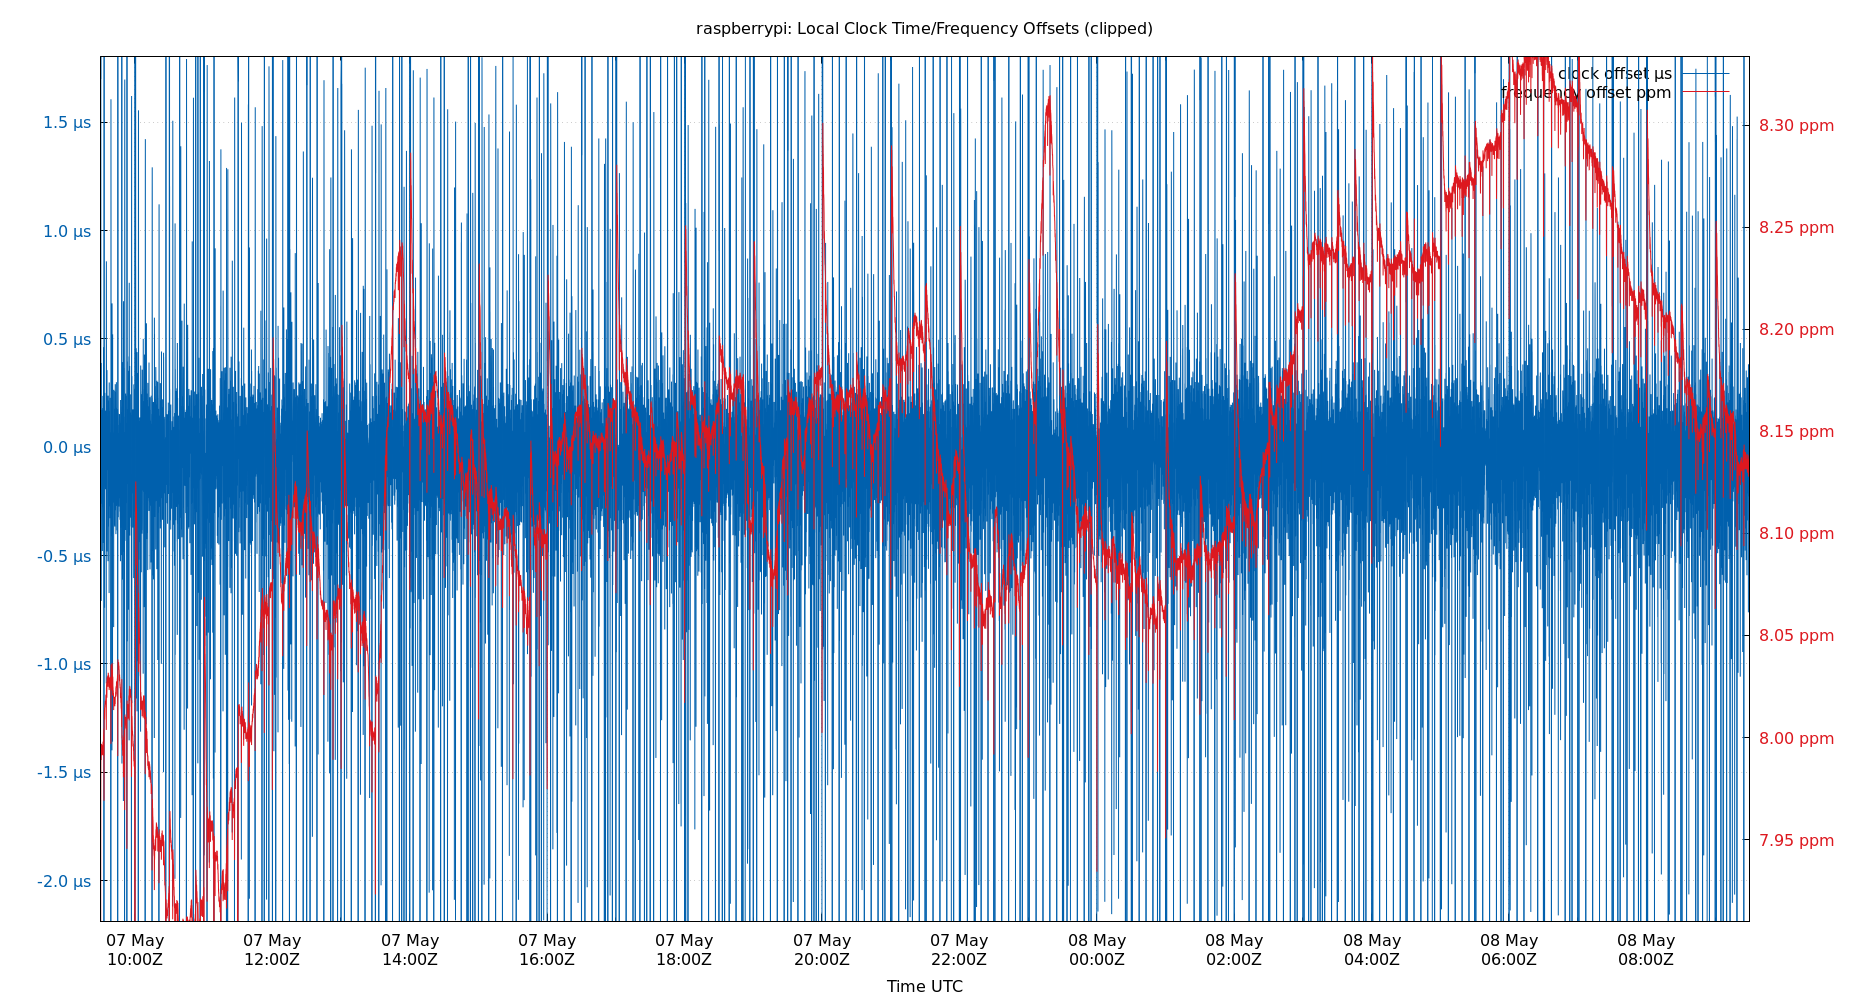 raspberrypi: Local Clock Time/Frequency Offsets (clipped)
clock offset µs
frequency offset ppm
1.5 µs
1.0 µs
0.5 µs
0.0 µs
-0.5 µs
-1.0 µs
-1.5 µs
-2.0 µs
8.30 ppm
8.25 ppm
8.20 ppm
8.15 ppm
8.10 ppm
8.05 ppm
8.00 ppm
7.95 ppm
07 May 07 May 07 May 07 May 07 May 07 May 07 May 08 May 08 May 08 May 08 May 08 May
10:00Z 12:00Z 14:00Z 16:00Z 18:00Z 20:00Z 22:00Z 00:00Z 02:00Z 04:00Z 06:00Z 08:00Z
Time UTC